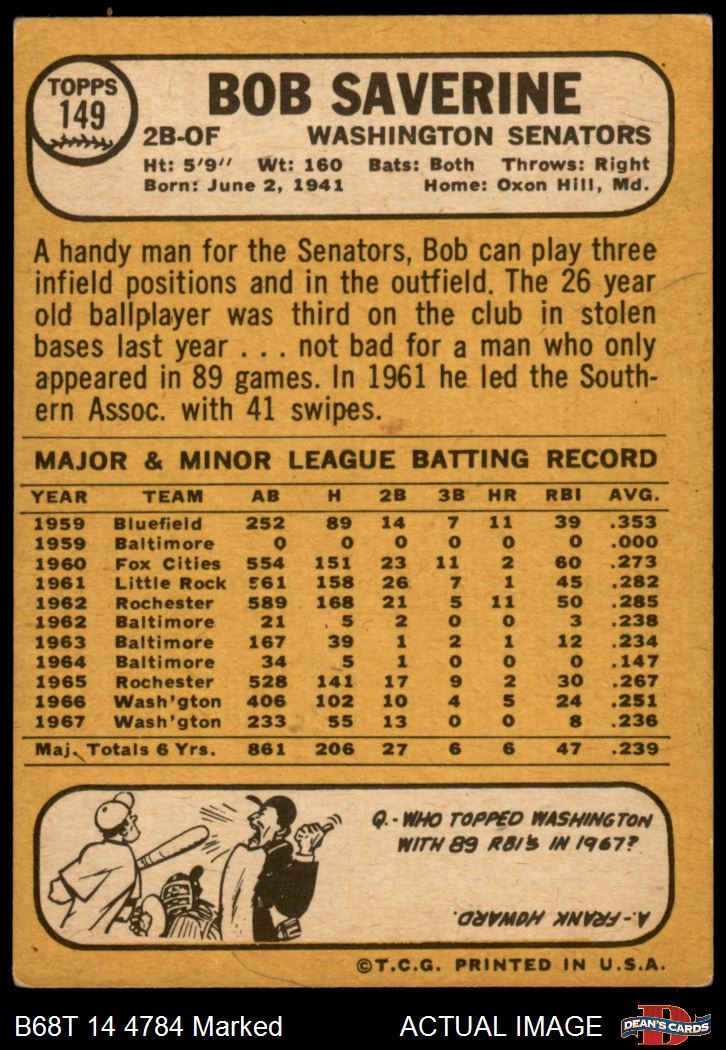 TOPPS
149
BOB SAVERINE
2B-OF WASHINGTON SENATORS
Ht: 5'9" Wt: 160 Bats: Both Throws: Right
Born: June 2, 1941 Home: Oxon Hill, Md.
A handy man for the Senators, Bob can play three
infield positions and in the outfield. The 26 year
old ballplayer was third on the club in stolen
bases last year . . . not bad for a man who only
appeared in 89 games. In 1961 he led the South-
ern Assoc. with 41 swipes.
MAJOR & MINOR LEAGUE BATTING RECORD
YEAR TEAM AB H 2B 3B HR RBI AVG.
1959 Bluefield 252 89 14 7 11 39 .353
1959 Baltimore 0 0 0 0 0 0 .000
1960 Fox Cities 554 151 23 11 2 60 .273
1961 Little Rock 561 158 26 7 1 45 .282
1962 Rochester 589 168 21 5 11 50 .285
1962 Baltimore 21 5 2 0 0 3 .238
1963 Baltimore 167 39 1 2 1 12 .234
1964 Baltimore 34 5 1 0 0 0 .147
1965 Rochester 528 141 17 9 2 30 .267
1966 Wash'gton 406 102 10 4 5 24 .251
1967 Wash'gton 233 55 13 0 0 8 .236
Maj. Totals 6 Yrs. 861 206 27 6 6 47 .239
Q.-WHO TOPPED WASHINGTON
WITH 89 RBI'S IN 1967?
A.-FRANK HOWARD.
©T.C.G. PRINTED IN U.S.A.
B68T 14 4784 Marked ACTUAL IMAGE
D
DEAN'S CARDS